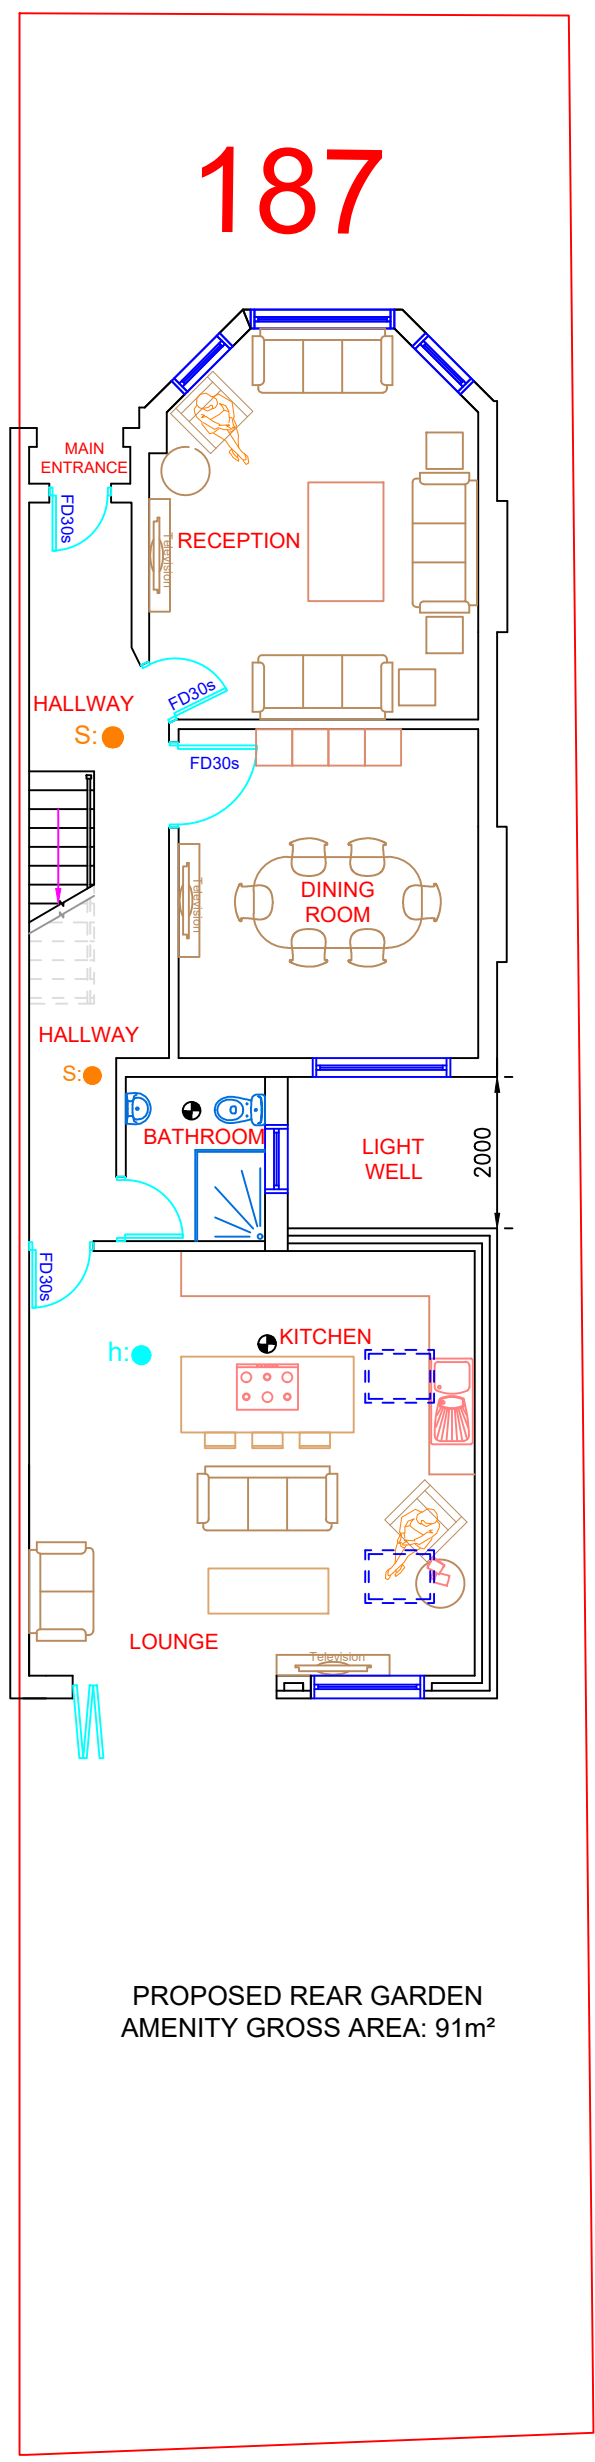 187
MAIN
ENTRANCE
FD30s
RECEPTION
Television
HALLWAY
FD30s
S:
FD30s
DINING
ROOM
Television
HALLWAY
S:
BATHROOM
LIGHT
WELL
2000
FD30s
h:
KITCHEN
LOUNGE
Television
PROPOSED REAR GARDEN
AMENITY GROSS AREA: 91m²